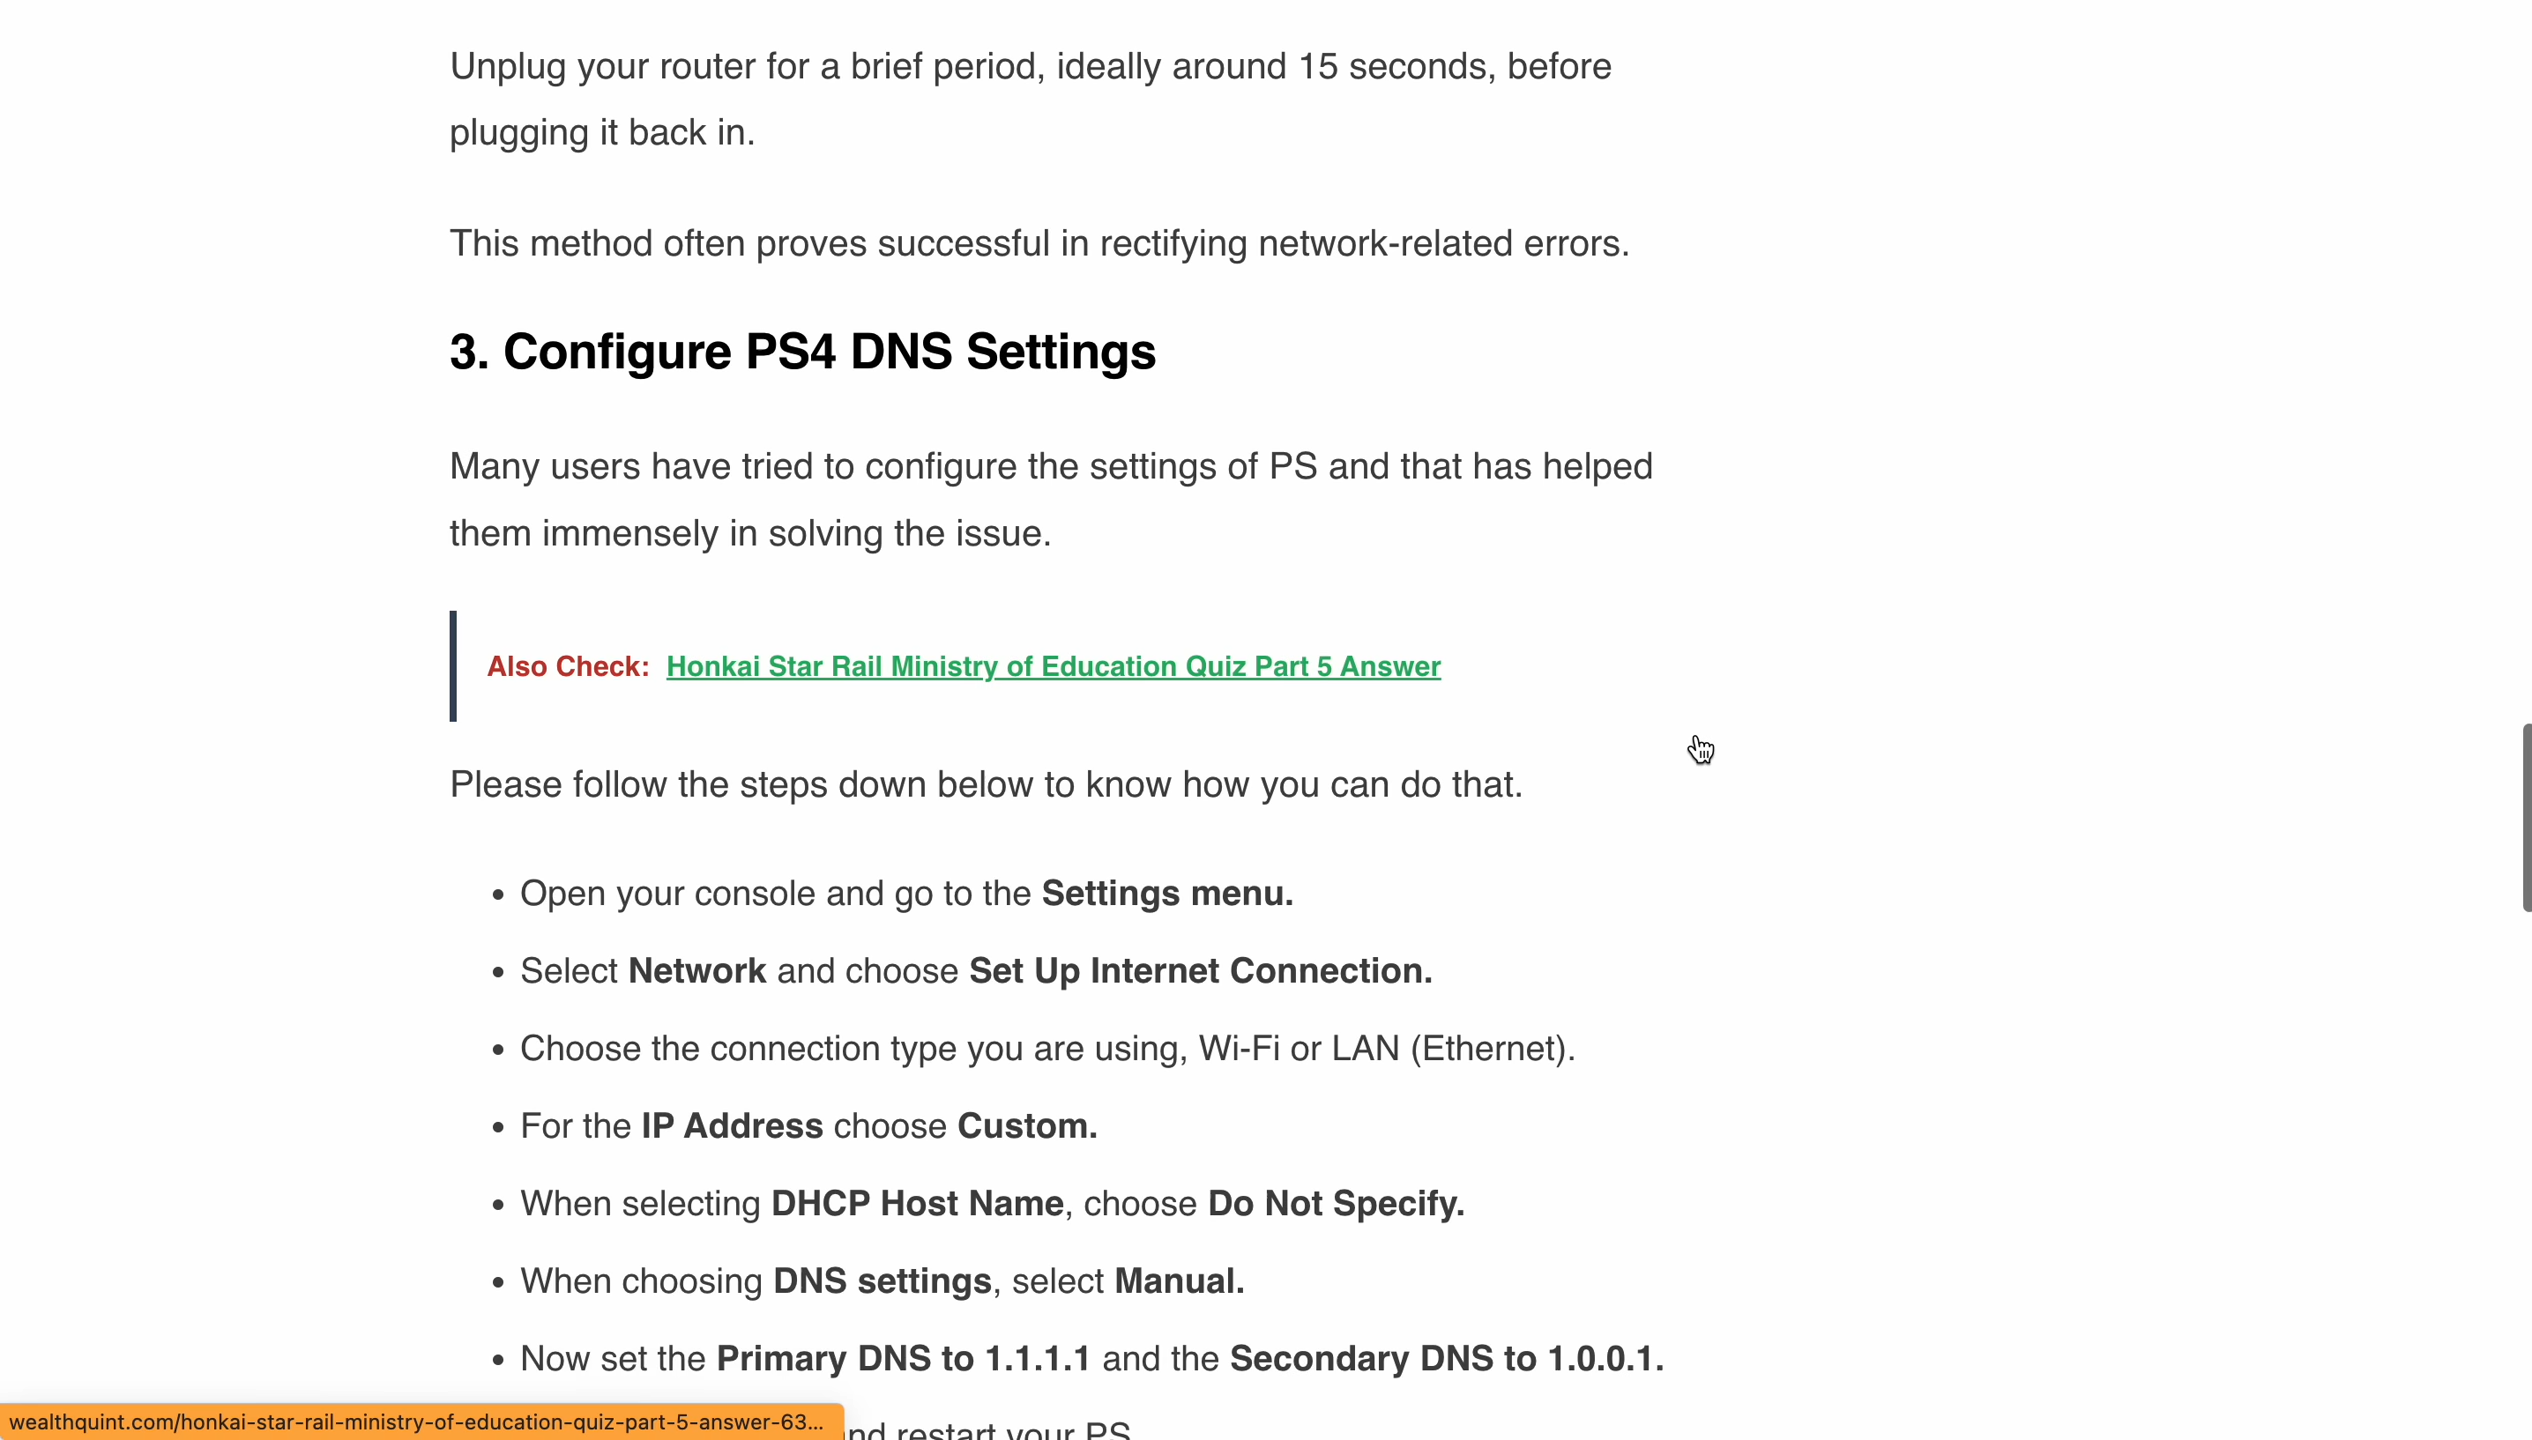 Unplug your router for a brief period, ideally around 15 seconds, before
plugging it back in.
This method often proves successful in rectifying network-related errors.
3. Configure PS4 DNS Settings
Many users have tried to configure the settings of PS and that has helped
them immensely in solving the issue.
Also Check: Honkai Star Rail Ministry of Education Quiz Part 5 Answer
Please follow the steps down below to know how you can do that.
• Open your console and go to the Settings menu.
• Select Network and choose Set Up Internet Connection.
• Choose the connection type you are using, Wi-Fi or LAN (Ethernet).
• For the IP Address choose Custom.
• When selecting DHCP Host Name, choose Do Not Specify.
• When choosing DNS settings, select Manual.
• Now set the Primary DNS to 1.1.1.1 and the Secondary DNS to 1.0.0.1.
restart your PS
wealthquint.com/honkai-star-rail-ministry-of-education-quiz-part-5-answer-63...